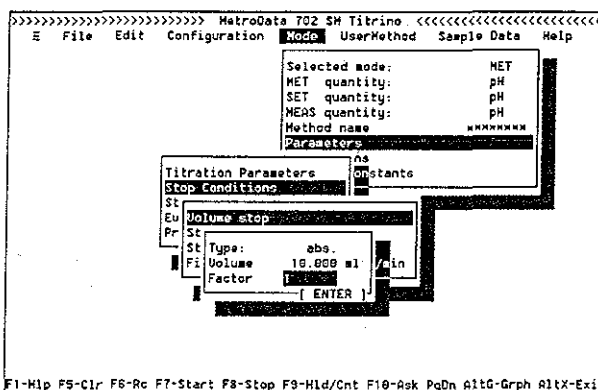 >>>>>>>>>>>>>>>>>>>>>>>> MetroData 702 SM Titrino <<<<<<<<<<<<<<<<<<<<<<<<
≡ File Edit Configuration Mode UserMethod Sample Data Help
Selected mode: MET
MET quantity: pH
SET quantity: pH
MEAS quantity: pH
Method name ********
Parameters
ns
onstants
Titration Parameters
Stop Conditions
St
Eu Volume stop
Pr St
St Type: abs.
Fi Volume 10.000 ml /min
Factor
[ ENTER ]
F1-Hlp F5-Clr F6-Rc F7-Start F8-Stop F9-Hld/Cnt F10-Ask PgDn AltG-Grph AltX-Exi